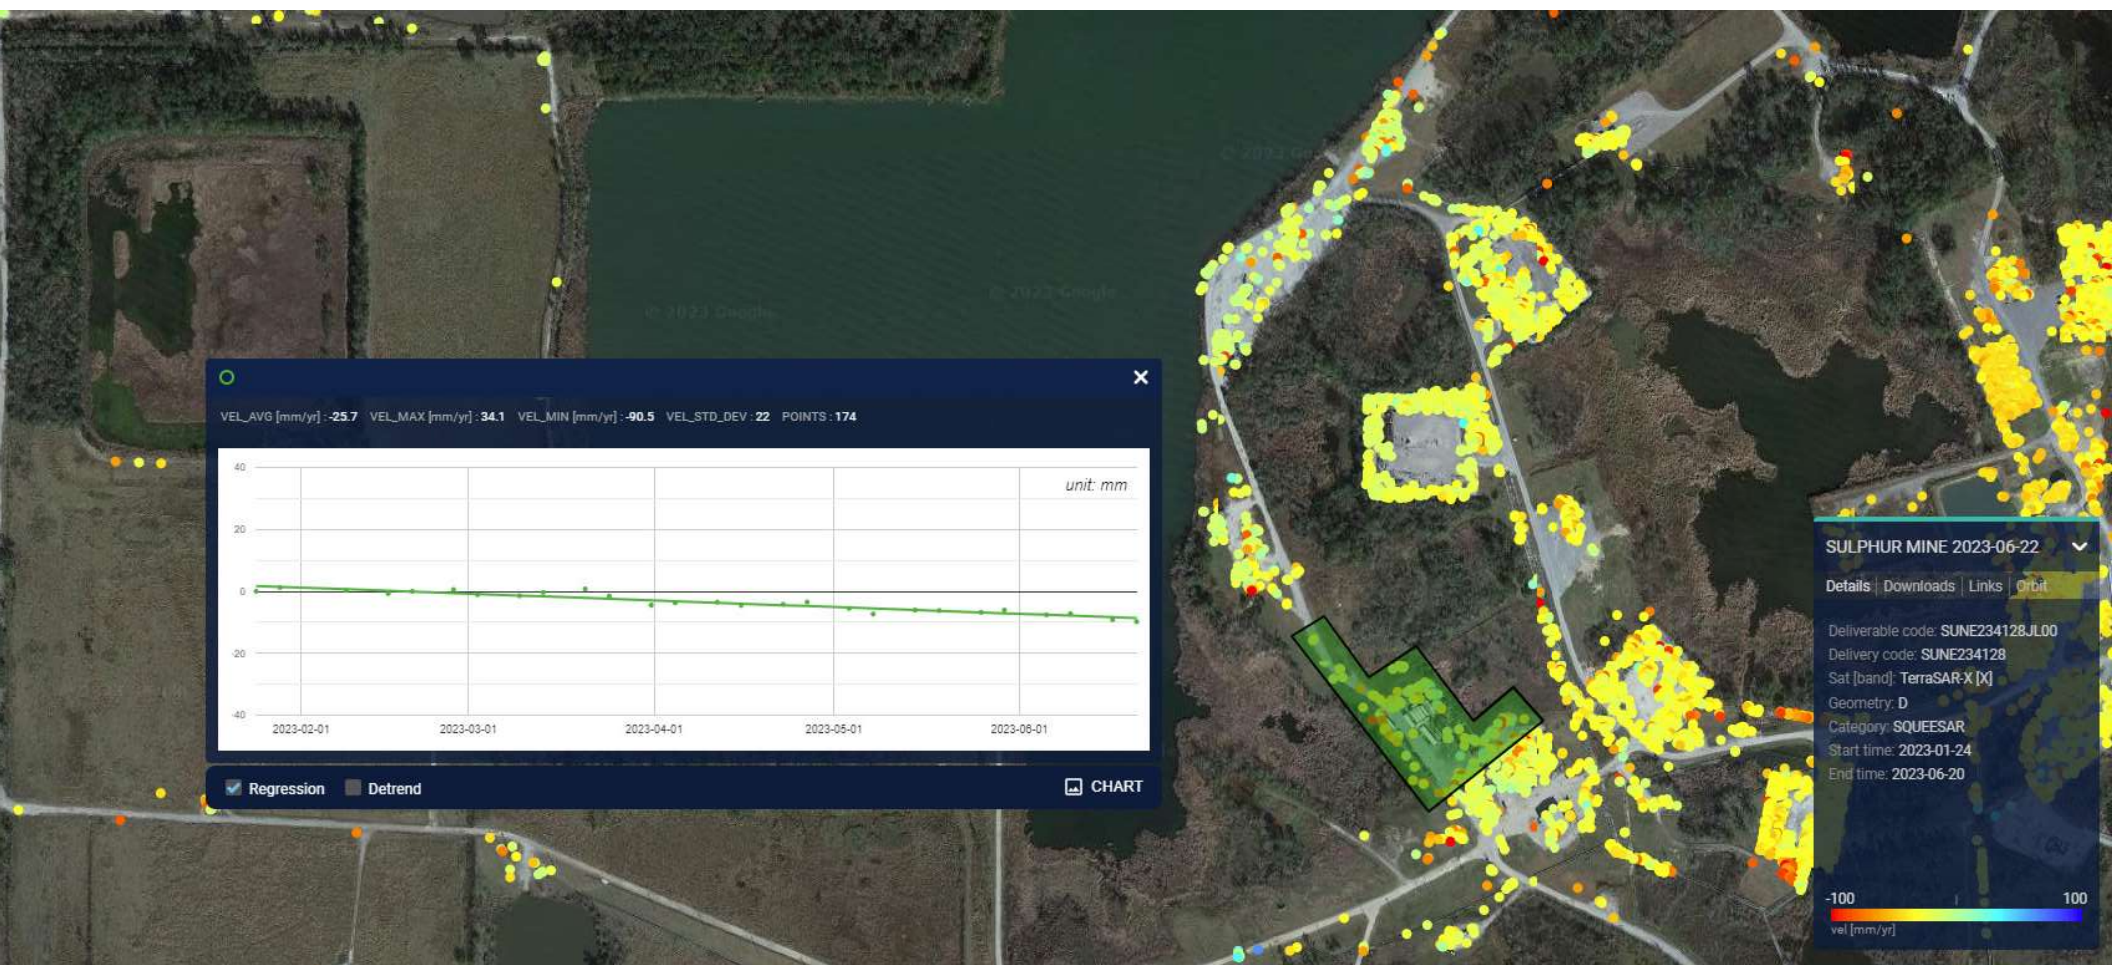 © 2023 Google
© 2023 Google
VEL_AVG [mm/yr] : -25.7 VEL_MAX [mm/yr] : 34.1 VEL_MIN [mm/yr] : -90.5 VEL_STD_DEV : 22 POINTS : 174
unit: mm
40
20
0
-20
-40
2023-02-01 2023-03-01 2023-04-01 2023-05-01 2023-06-01
Regression Detrend CHART
SULPHUR MINE 2023-06-22
Details | Downloads | Links | Orbit
Deliverable code: SUNE234128JL00
Delivery code: SUNE234128
Sat [band]: TerraSAR-X [X]
Geometry: D
Category: SQUEESAR
Start time: 2023-01-24
End time: 2023-06-20
-100 100
vel [mm/yr]